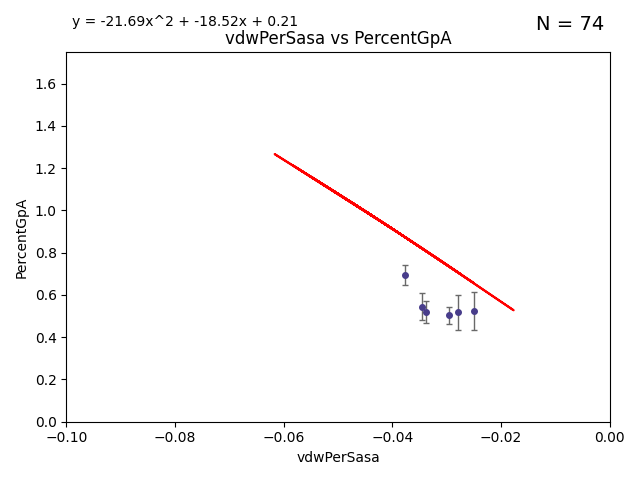 y = -21.69x^2 + -18.52x + 0.21
N = 74
vdwPerSasa vs PercentGpA
1.6
1.4
1.2
1.0
0.8
0.6
0.4
0.2
0.0
PercentGpA
−0.10 −0.08 −0.06 −0.04 −0.02 0.00
vdwPerSasa